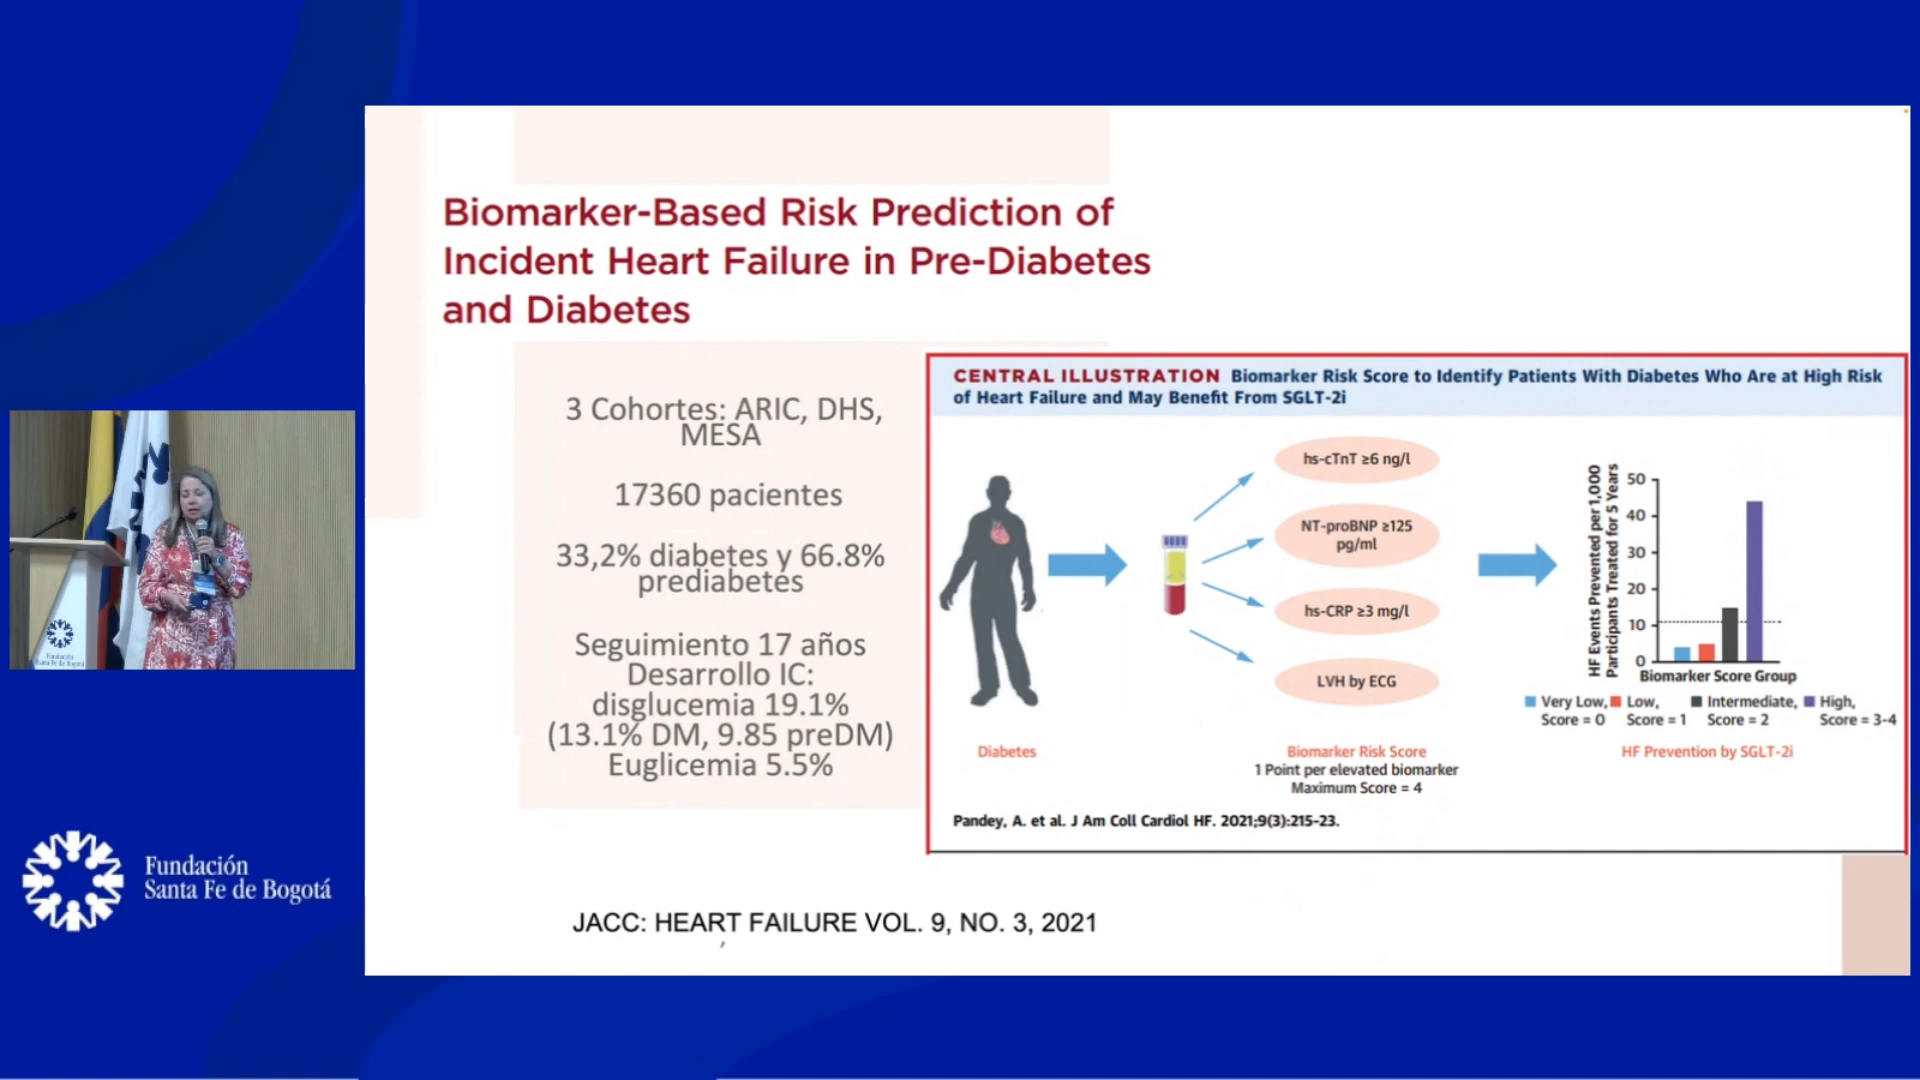 Biomarker-Based Risk Prediction of
Incident Heart Failure in Pre-Diabetes
and Diabetes
3 Cohortes: ARIC, DHS,
MESA
17360 pacientes
33,2% diabetes y 66.8%
prediabetes
Seguimiento 17 años
Desarrollo IC:
disglucemia 19.1%
(13.1% DM, 9.85 preDM)
Euglicemia 5.5%
CENTRAL ILLUSTRATION Biomarker Risk Score to Identify Patients With Diabetes Who Are at High Risk
of Heart Failure and May Benefit From SGLT-2i
Diabetes
hs-cTnT ≥6 ng/l
NT-proBNP ≥125
pg/ml
hs-CRP ≥3 mg/l
LVH by ECG
Biomarker Risk Score
1 Point per elevated biomarker
Maximum Score = 4
HF Events Prevented per 1,000
Participants Treated for 5 Years
50
40
30
20
10
0
Biomarker Score Group
Very Low, Score = 0
Low, Score = 1
Intermediate, Score = 2
High, Score = 3-4
HF Prevention by SGLT-2i
Pandey, A. et al. J Am Coll Cardiol HF. 2021;9(3):215-23.
JACC: HEART FAILURE VOL. 9, NO. 3, 2021
,
Fundación
Santa Fe de Bogotá
Fundación
Santa Fe de Bogotá